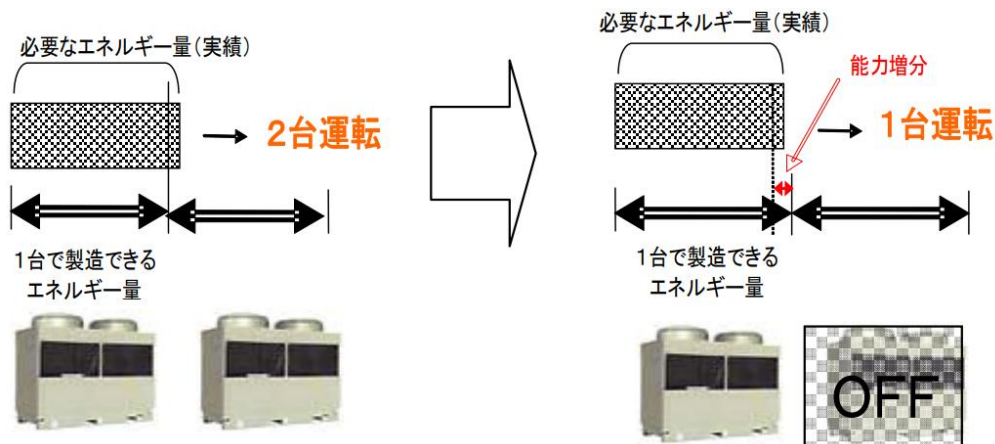 必要なエネルギー量(実績)
2台運転
1台で製造できる
エネルギー量
必要なエネルギー量(実績)
能力増分
1台運転
1台で製造できる
エネルギー量
OFF